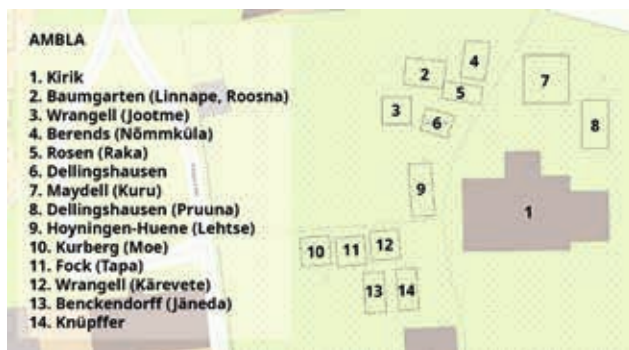 AMBLA
1. Kirik
2. Baumgarten (Linnape, Roosna)
3. Wrangell (Jootme)
4. Berends (Nõmmküla)
5. Rosen (Raka)
6. Dellingshausen
7. Maydell (Kuru)
8. Dellingshausen (Pruuna)
9. Hoyningen-Huene (Lehtse)
10. Kurberg (Moe)
11. Fock (Tapa)
12. Wrangell (Kärevete)
13. Benckendorff (Jäneda)
14. Knüpffer
4
2
7
5
3
6
8
9
1
10 11 12
13 14